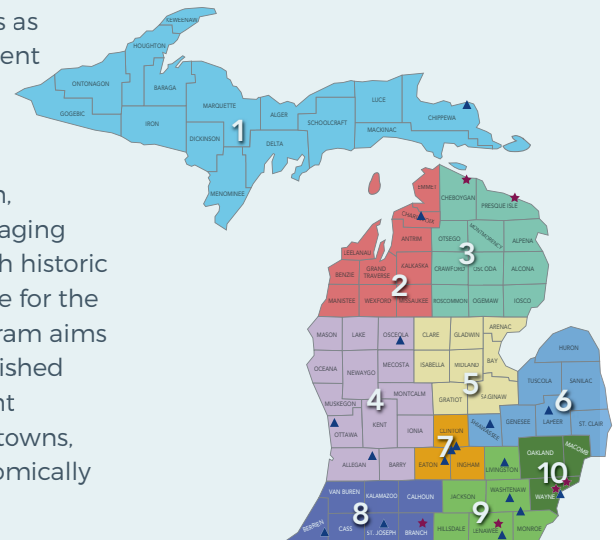 s as
ent
n,
aging
h historic
e for the
ram aims
ished
nt
towns,
omically
KEWEENAW
HOUGHTON
ONTONAGON
BARAGA
GOGEBIC
IRON
MARQUETTE
DICKINSON
MENOMINEE
1
ALGER
DELTA
SCHOOLCRAFT
LUCE
MACKINAC
CHIPPEWA
EMMET
CHARLEVOIX
ANTRIM
LEELANAU
BENZIE
GRAND
TRAVERSE
KALKASKA
2
MANISTEE
WEXFORD
MISSAUKEE
CHEBOYGAN
PRESQUE ISLE
OTSEGO
MONTMORENCY
ALPENA
3
CRAWFORD
OSCODA
ALCONA
ROSCOMMON
OGEMAW
IOSCO
MASON
LAKE
OSCEOLA
OCEANA
NEWAYGO
MECOSTA
MONTCALM
4
MUSKEGON
OTTAWA
KENT
IONIA
ALLEGAN
BARRY
CLARE
GLADWIN
ARENAC
ISABELLA
MIDLAND
BAY
5
GRATIOT
SAGINAW
HURON
TUSCOLA
SANILAC
6
SHIAWASSEE
GENESEE
LAPEER
ST. CLAIR
CLINTON
7
EATON
INGHAM
LIVINGSTON
OAKLAND
MACOMB
10
WAYNE
VAN BUREN
KALAMAZOO
CALHOUN
8
BERRIEN
CASS
ST. JOSEPH
BRANCH
JACKSON
WASHTENAW
9
HILLSDALE
LENAWEE
MONROE